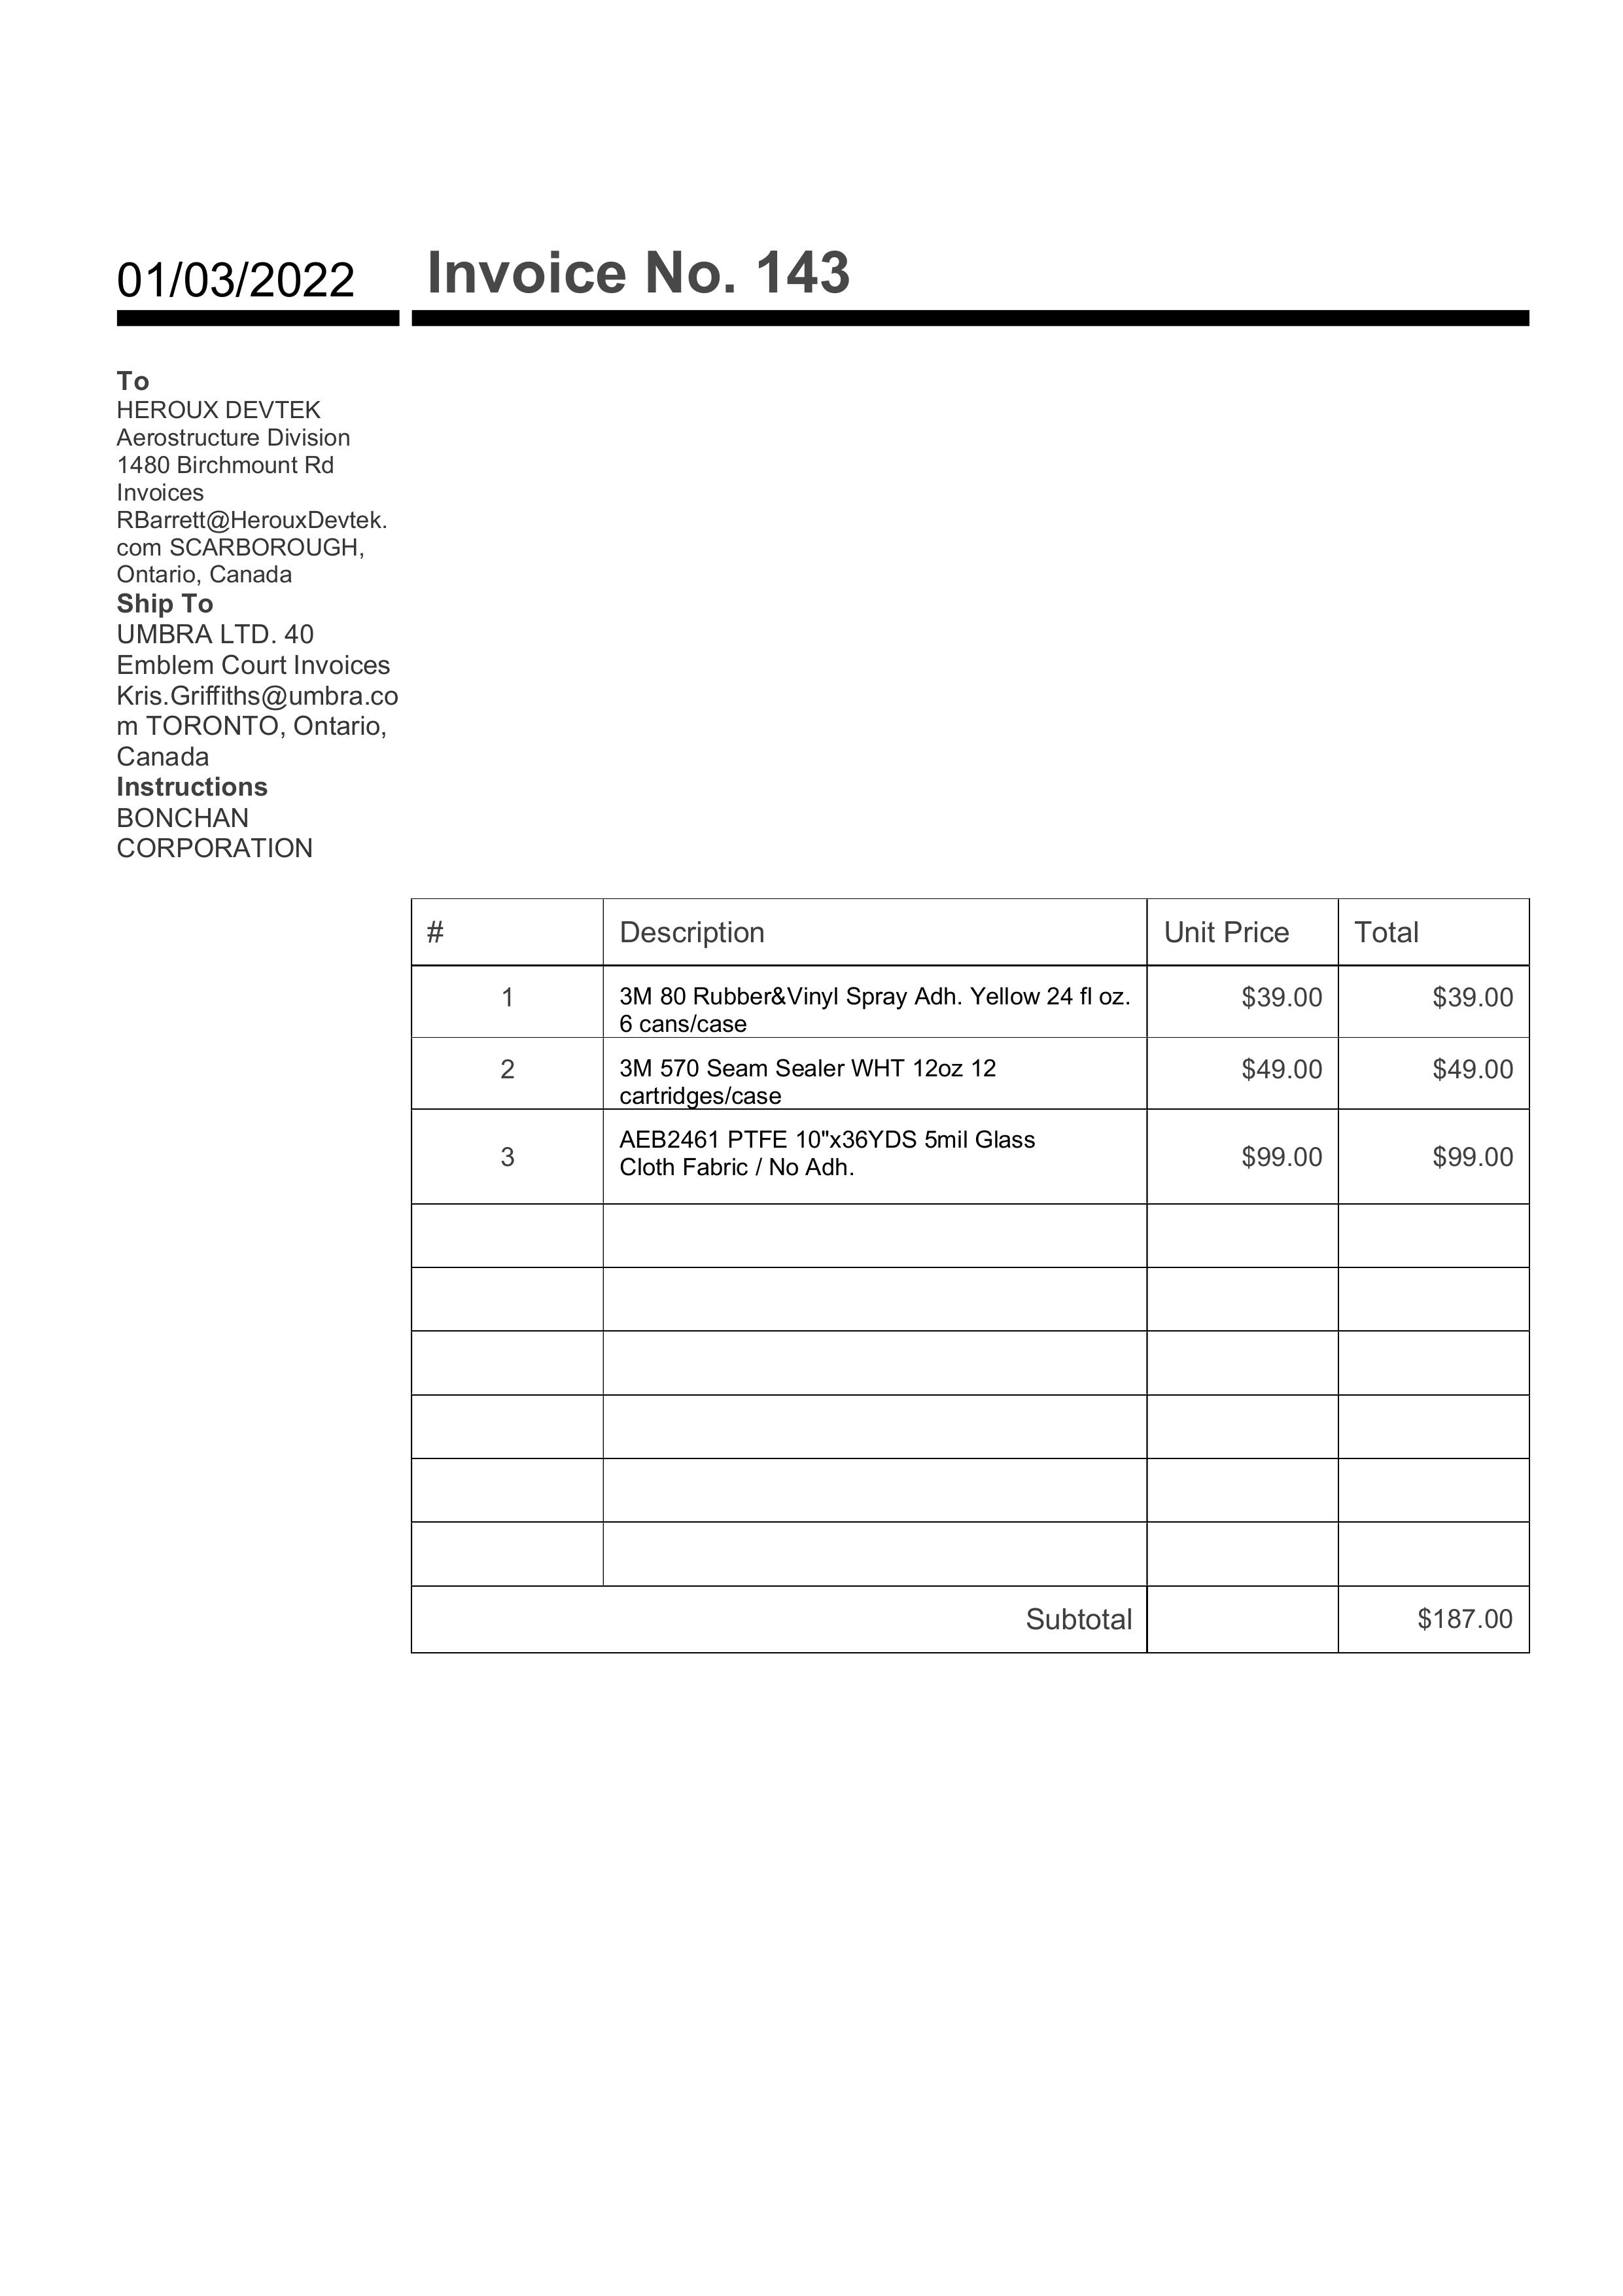 01/03/2022 Invoice No. 143
To
HEROUX DEVTEK
Aerostructure Division
1480 Birchmount Rd
Invoices
RBarrett@HerouxDevtek.
com SCARBOROUGH,
Ontario, Canada
Ship To
UMBRA LTD. 40
Emblem Court Invoices
Kris.Griffiths@umbra.co
m TORONTO, Ontario,
Canada
Instructions
BONCHAN
CORPORATION
# Description Unit Price Total
1 3M 80 Rubber&Vinyl Spray Adh. Yellow 24 fl oz. $39.00 $39.00
6 cans/case
2 3M 570 Seam Sealer WHT 12oz 12 $49.00 $49.00
cartridges/case
3 AEB2461 PTFE 10"x36YDS 5mil Glass $99.00 $99.00
Cloth Fabric / No Adh.
Subtotal $187.00